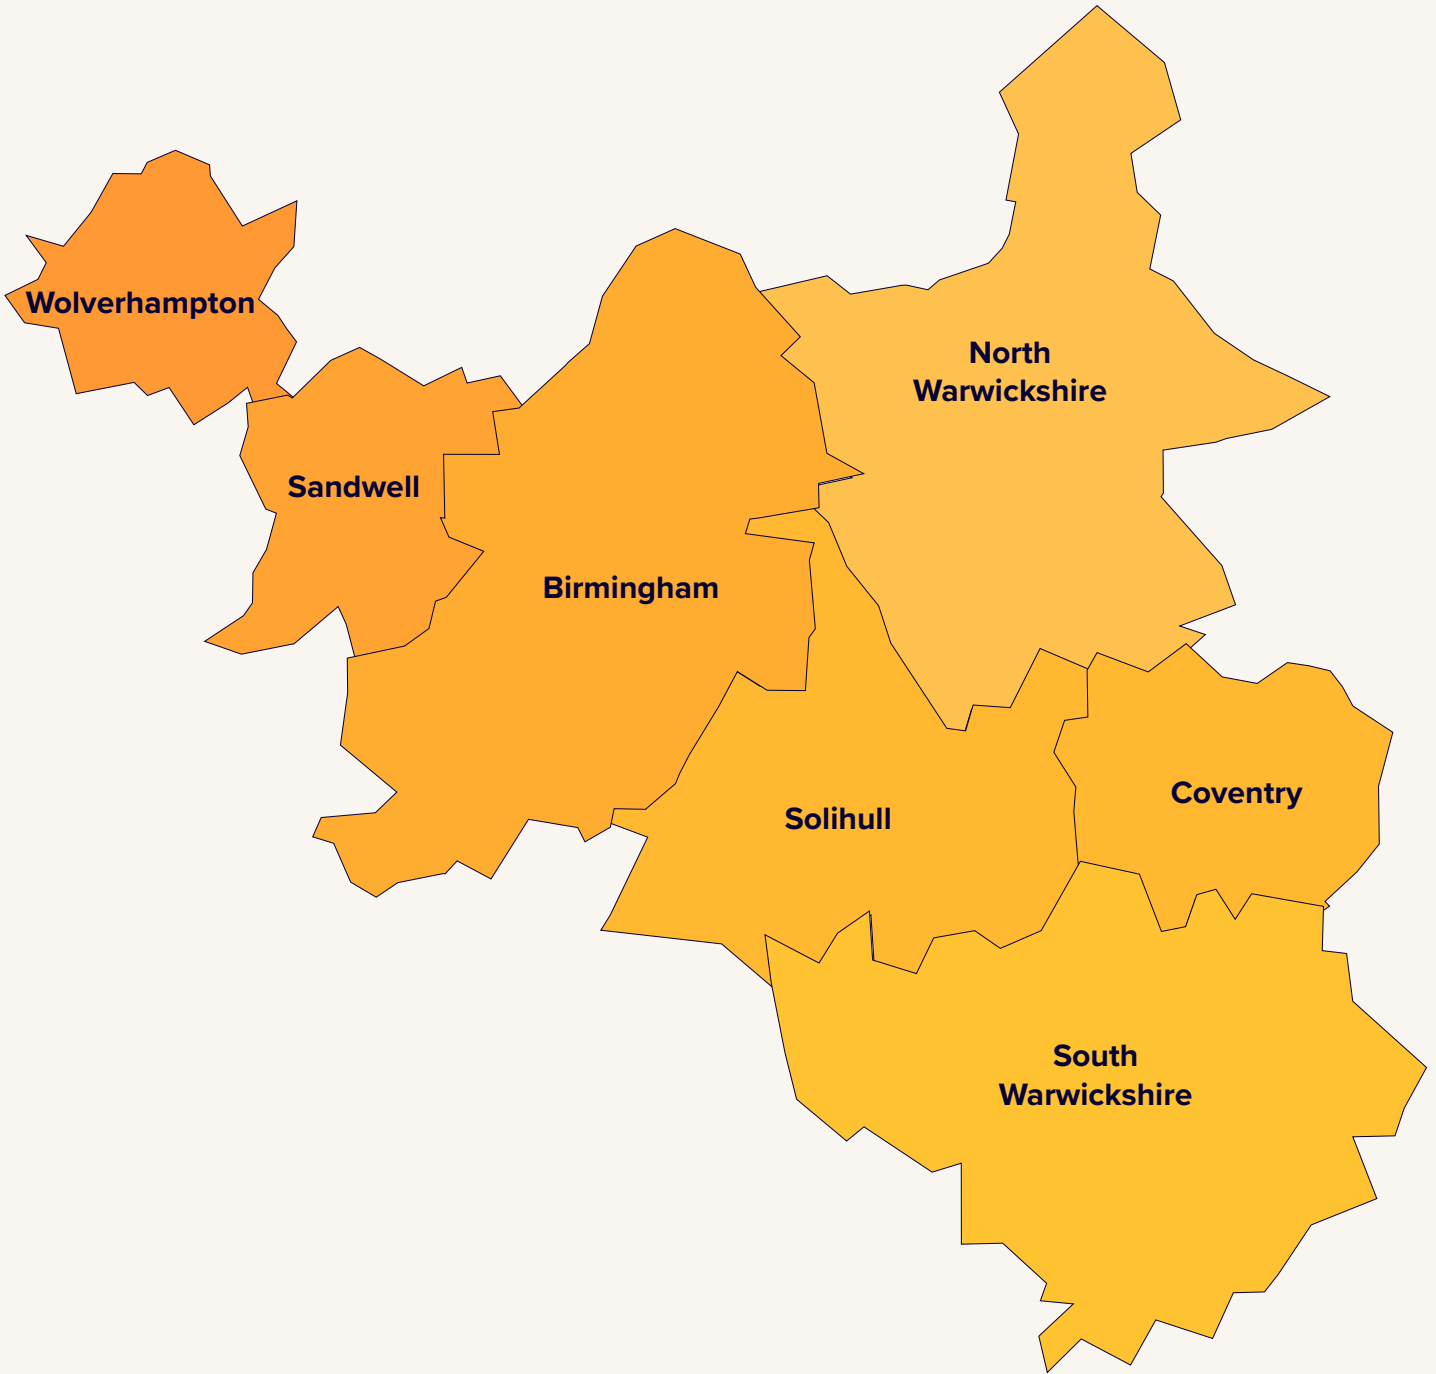 Wolverhampton
North
Warwickshire
Sandwell
Birmingham
Coventry
Solihull
South
Warwickshire